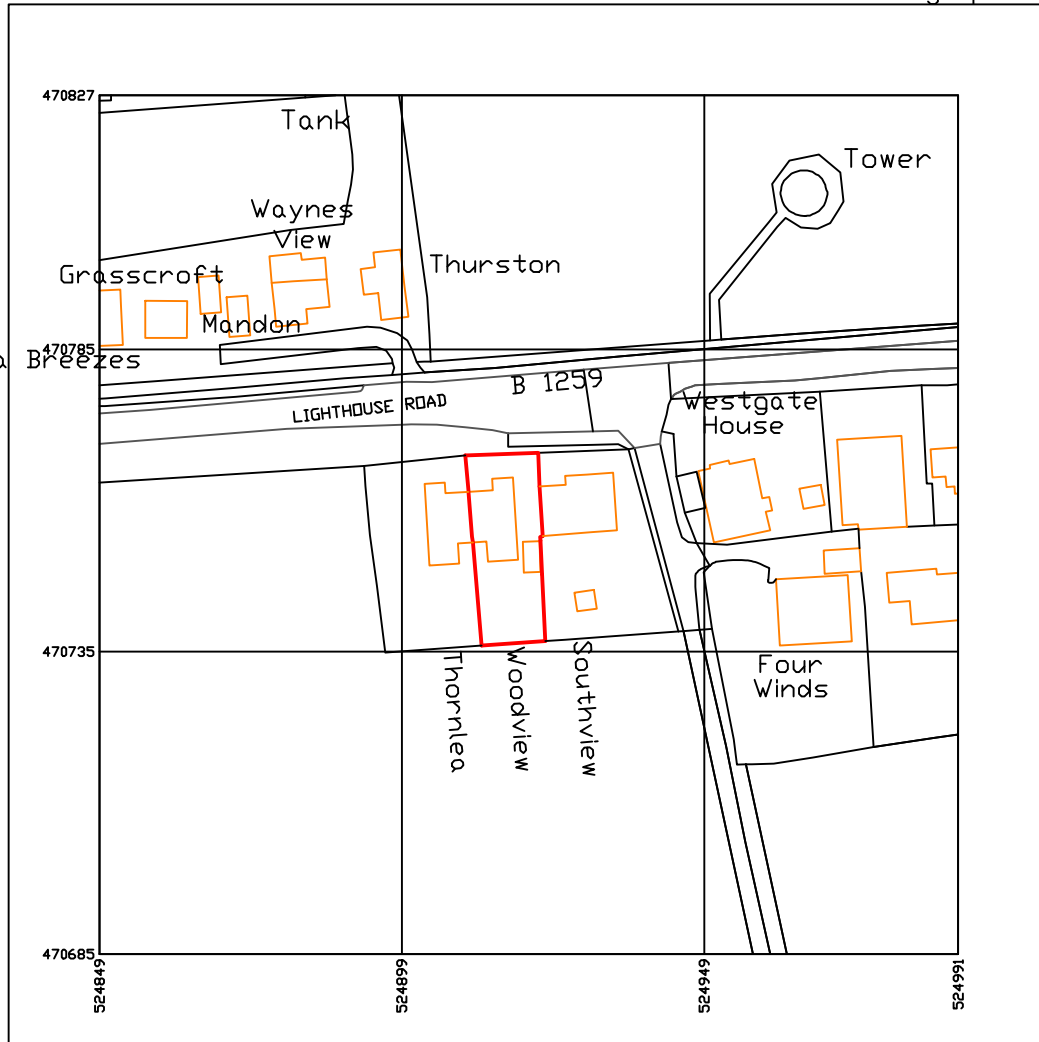 470827
Tank
Tower
Waynes
View
Thurston
Grasscroft
Mandon
470785
Breezes
B 1259
LIGHTHOUSE ROAD
Westgate
House
470735
Thornlea
Woodview
Southview
Four
Winds
470685
524849
524899
524949
524991